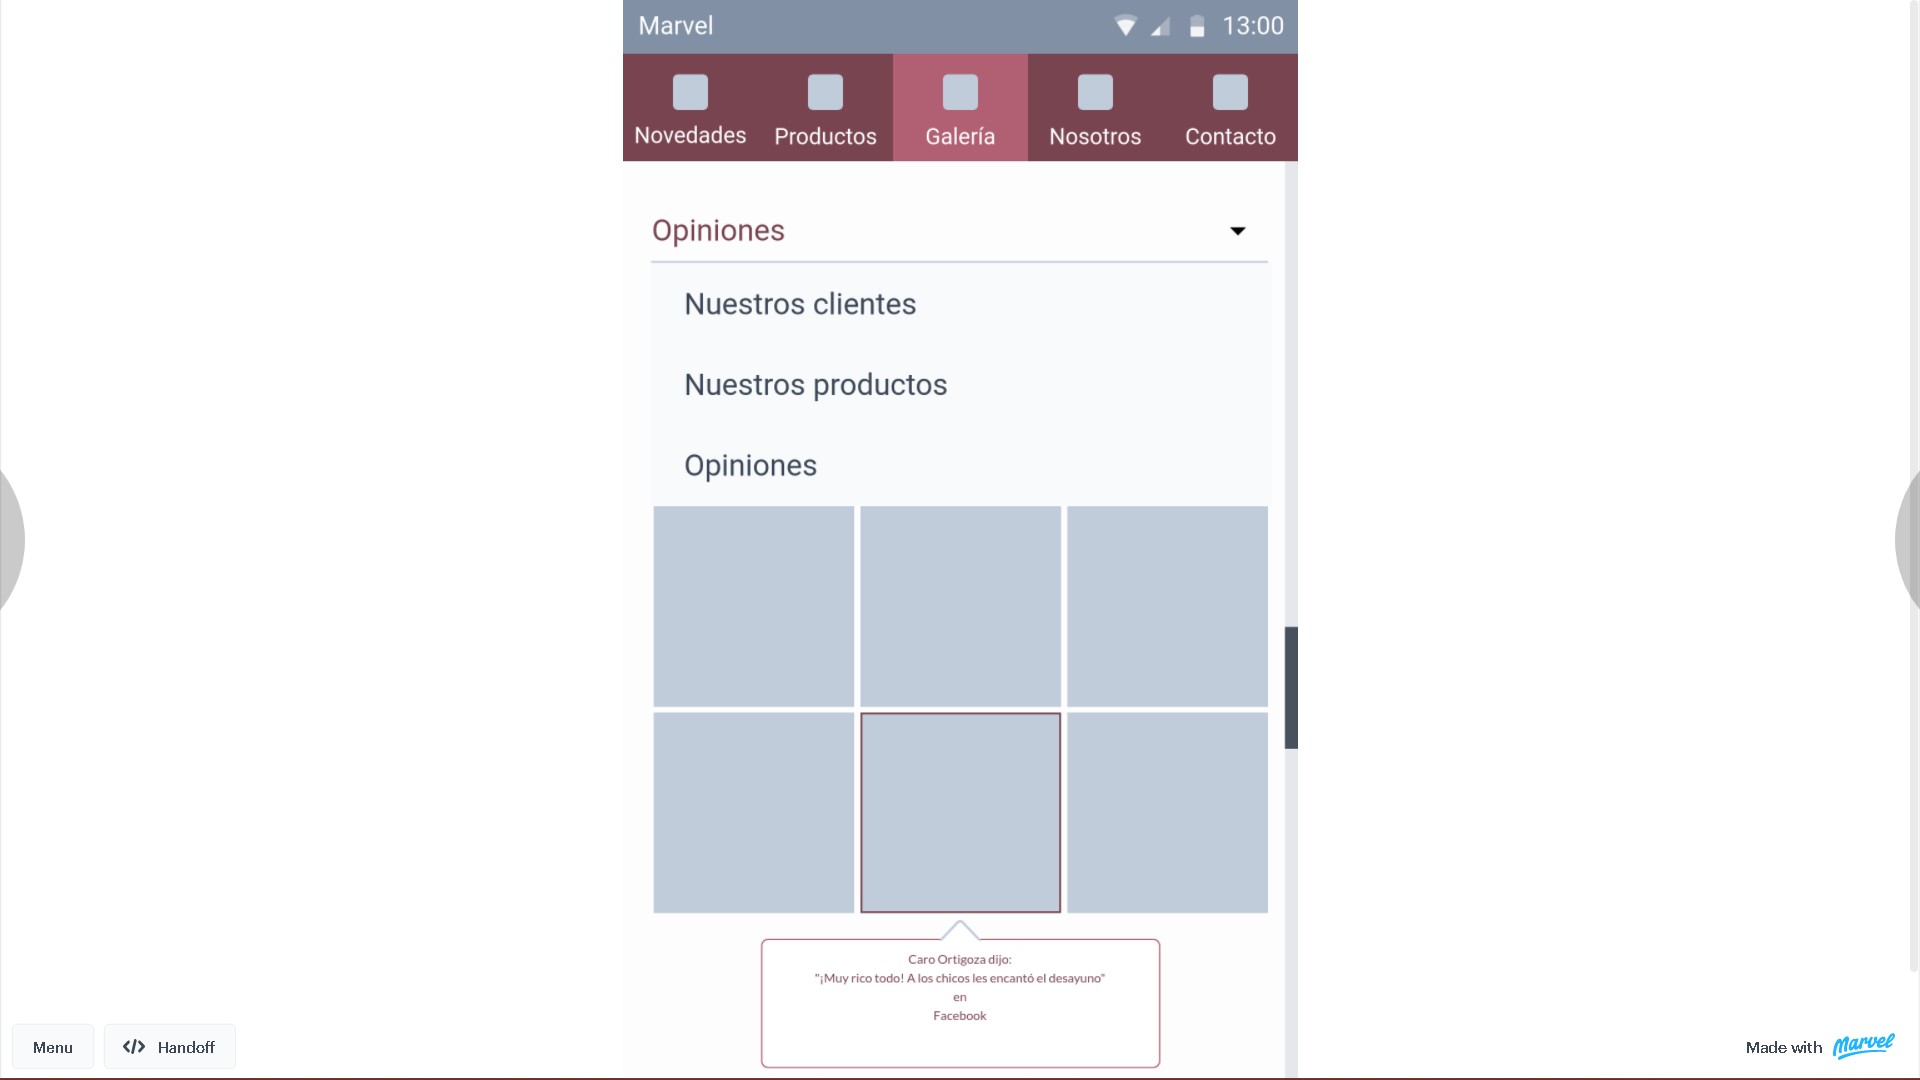 Marvel
13:00
Novedades
Productos
Galería
Nosotros
Contacto
Opiniones
Nuestros clientes
Nuestros productos
Opiniones
Caro Ortigoza dijo:
"¡Muy rico todo! A los chicos les encantó el desayuno"
en
Facebook
Menu
</> Handoff
Made with Marvel